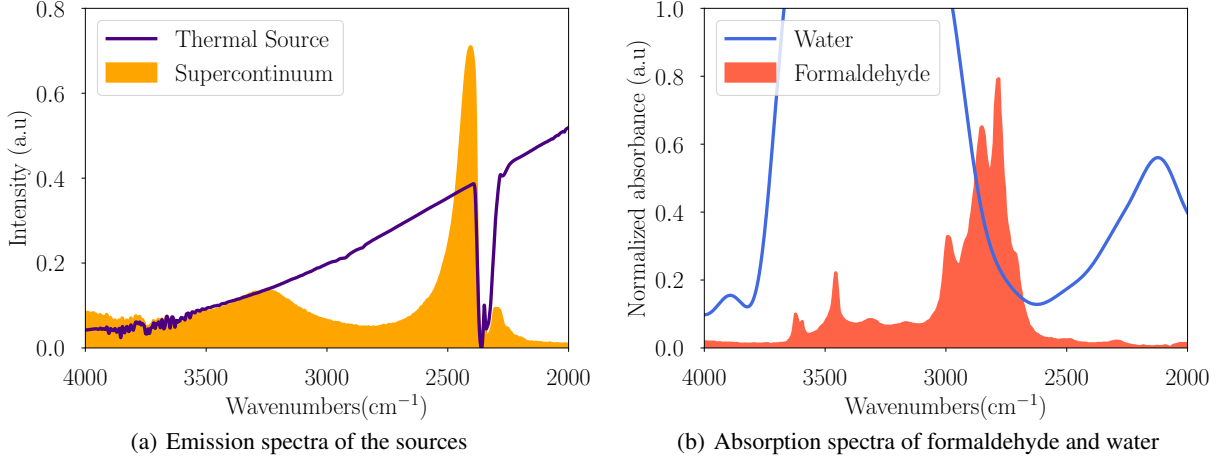 0.8
0.6
0.4
0.2
0.0
Intensity (a.u)
Thermal Source
Supercontinuum
4000 3500 3000 2500 2000
Wavenumbers(cm⁻¹)
(a) Emission spectra of the sources
1.0
0.8
0.6
0.4
0.2
0.0
Normalized absorbance (a.u)
Water
Formaldehyde
4000 3500 3000 2500 2000
Wavenumbers(cm⁻¹)
(b) Absorption spectra of formaldehyde and water